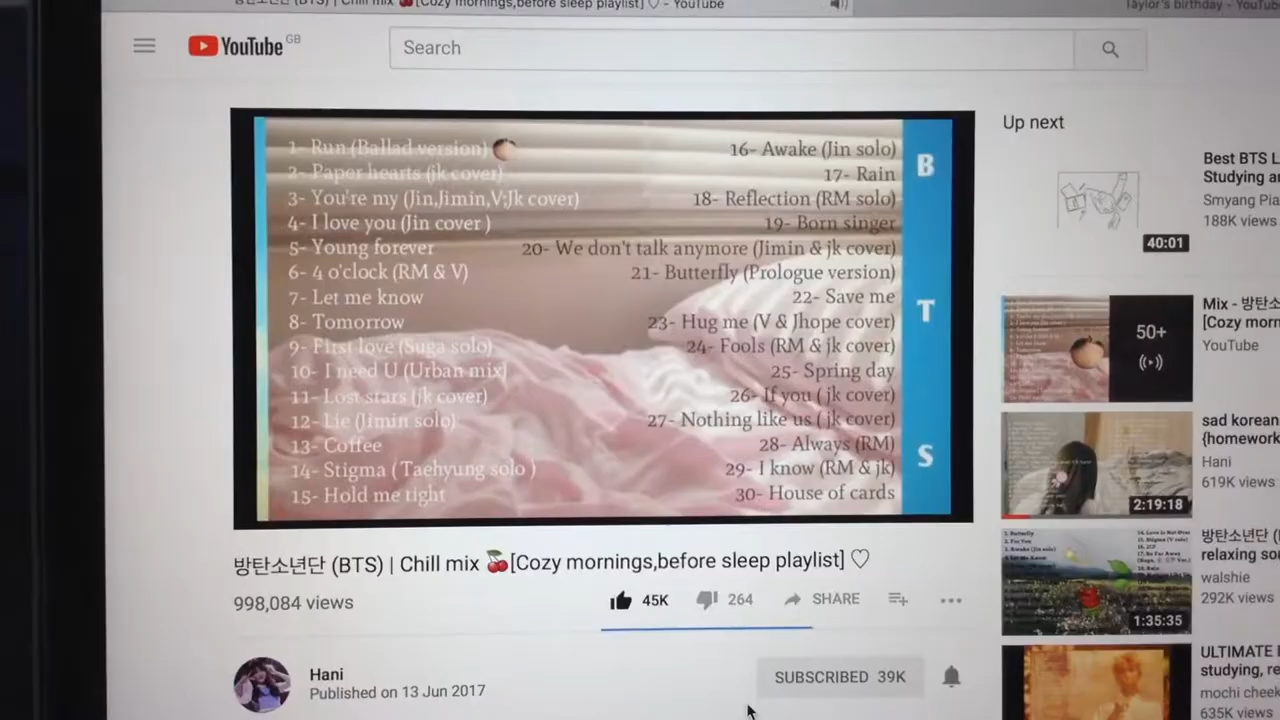 방탄소년단 (BTS) | Chill mix 🍒[Cozy mornings,before sleep playlist] ♡ - YouTube
Taylor's birthday - YouTube
YouTube GB
Search
1- Run (Ballad version)
2- Paper hearts (jk cover)
3- You're my (Jin,Jimin,V;Jk cover)
4- I love you (Jin cover )
5- Young forever
6- 4 o'clock (RM & V)
7- Let me know
8- Tomorrow
9- First love (Suga solo)
10- I need U (Urban mix)
11- Lost stars (jk cover)
12- Lie (Jimin solo)
13- Coffee
14- Stigma ( Taehyung solo )
15- Hold me tight
16- Awake (Jin solo)
17- Rain
18- Reflection (RM solo)
19- Born singer
20- We don't talk anymore (Jimin & jk cover)
21- Butterfly (Prologue version)
22- Save me
23- Hug me (V & Jhope cover)
24- Fools (RM & jk cover)
25- Spring day
26- If you ( jk cover)
27- Nothing like us ( jk cover)
28- Always (RM)
29- I know (RM & jk)
30- House of cards
B
T
S
방탄소년단 (BTS) | Chill mix 🍒[Cozy mornings,before sleep playlist] ♡
998,084 views
45K
264
SHARE
Hani
Published on 13 Jun 2017
SUBSCRIBED 39K
Up next
Best BTS L
Studying a
Smyang Pia
188K views
40:01
Mix - 방탄소
[Cozy morn
YouTube
50+
sad korean
{homework
Hani
619K views
2:19:18
방탄소년단 (
relaxing so
walshie
292K views
1:35:35
ULTIMATE
studying, re
mochi cheek
635K views